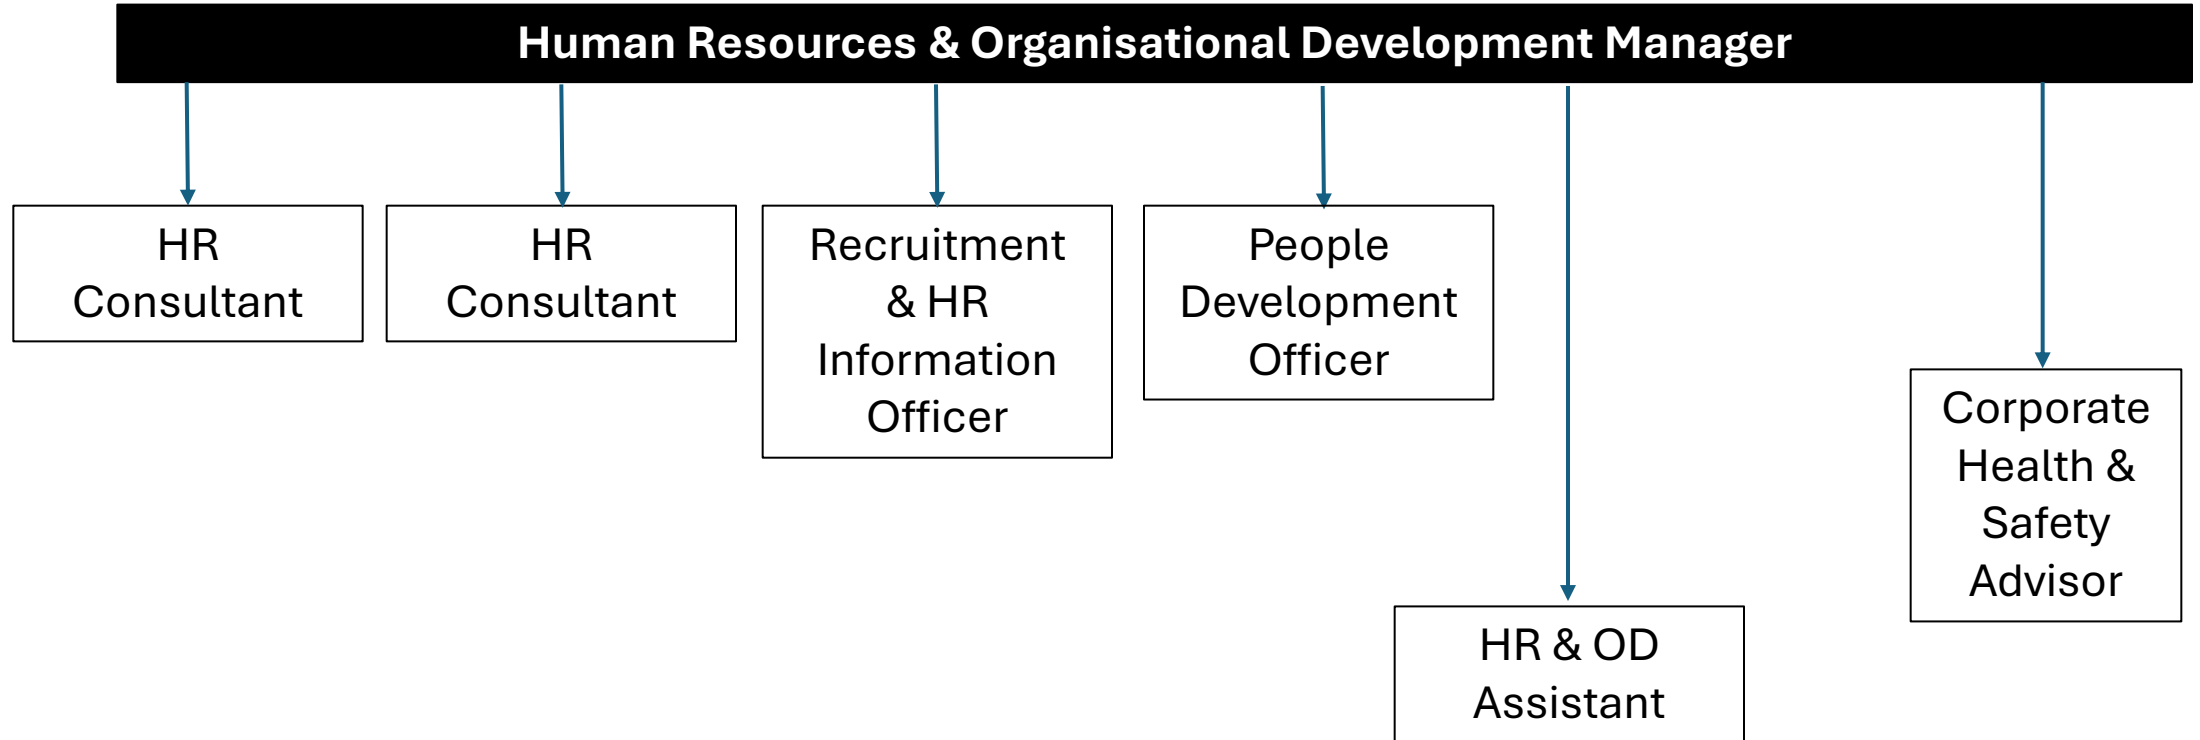 Human Resources & Organisational Development Manager
HR
Consultant
HR
Consultant
Recruitment
& HR
Information
Officer
People
Development
Officer
Corporate
Health &
Safety
Advisor
HR & OD
Assistant